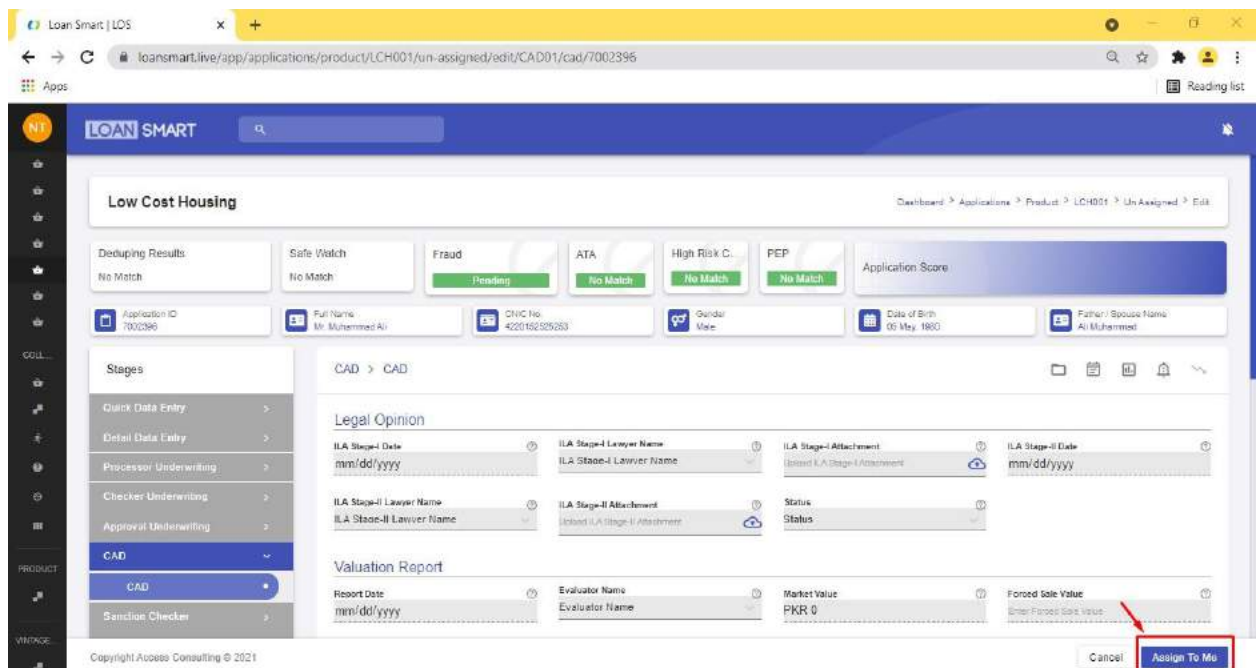 Loan Smart | LOS
loansmart.live/app/applications/product/LCH001/un-assigned/edit/CAD01/cad/7002396
Apps
Reading list
NT
LOAN SMART
Low Cost Housing
Dashboard > Applications > Product > LCH001 > Un Assigned > Edit
Deduping Results
No Match
Safe Watch
No Match
Fraud
Pending
ATA
No Match
High Risk C.
No Match
PEP
No Match
Application Score
Application ID
7002396
Full Name
Mr. Muhammad Ali
CNIC No
4220152525253
Gender
Male
Date of Birth
05 May, 1980
Father / Spouse Name
Ali Muhammad
COLL...
PRODUCT
VINTAGE...
Stages
Quick Data Entry
Detail Data Entry
Processor Underwriting
Checker Underwriting
Approval Underwriting
CAD
CAD
Sanction Checker
CAD > CAD
Legal Opinion
ILA Stage-I Date
mm/dd/yyyy
ILA Stage-I Lawyer Name
ILA Stage-I Lawyer Name
ILA Stage-I Attachment
Upload ILA Stage-I Attachment
ILA Stage-II Date
mm/dd/yyyy
ILA Stage-II Lawyer Name
ILA Stage-II Lawyer Name
ILA Stage-II Attachment
Upload ILA Stage-II Attachment
Status
Status
Valuation Report
Report Date
mm/dd/yyyy
Evaluator Name
Evaluator Name
Market Value
PKR 0
Forced Sale Value
Enter Forced Sale Value
Copyright Access Consulting © 2021
Cancel
Assign To Me